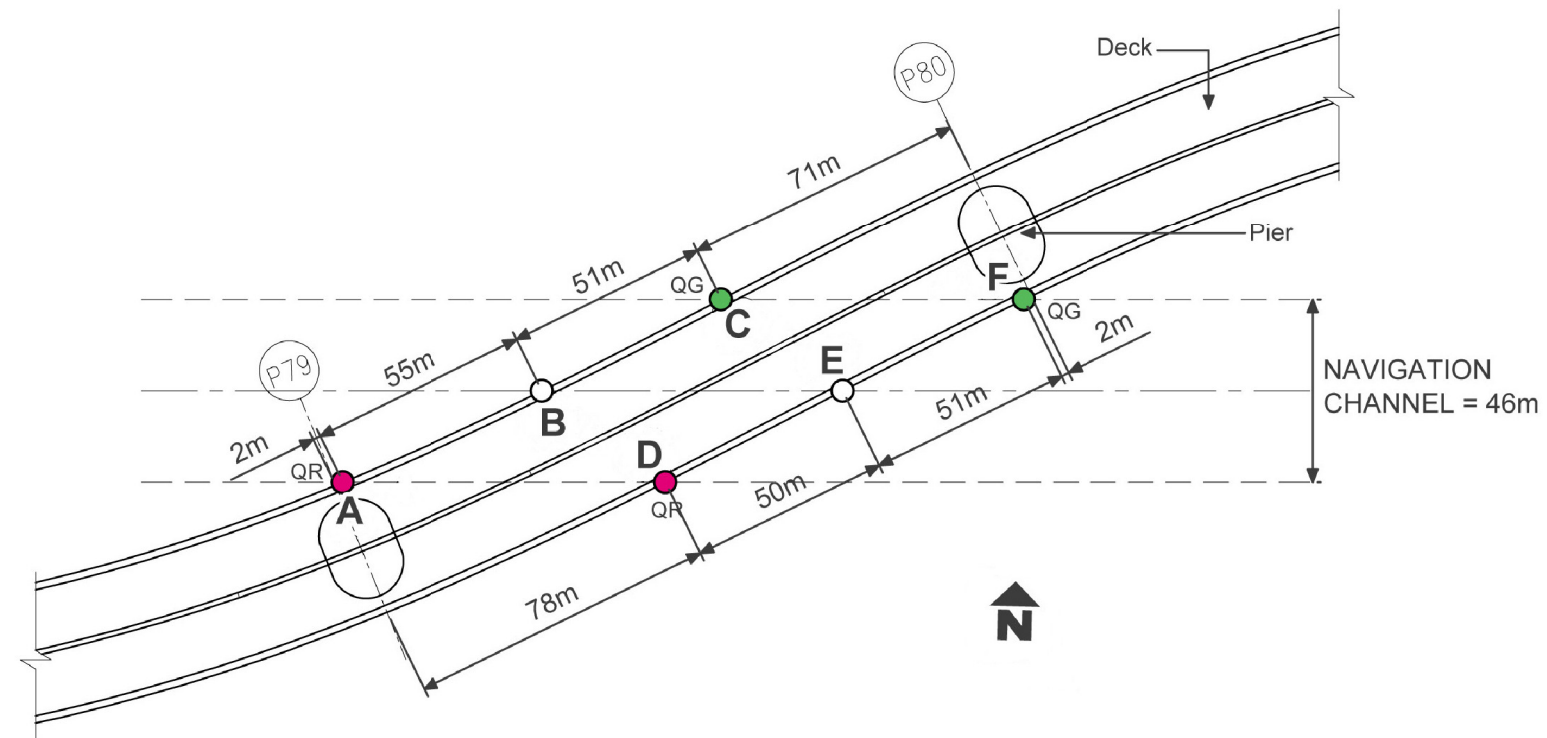 Deck
P80
71m
Pier
51m
QG
C
F
QG
2m
55m
P79
B
E
51m
NAVIGATION
CHANNEL = 46m
2m
QR
A
D
QR
50m
78m
N